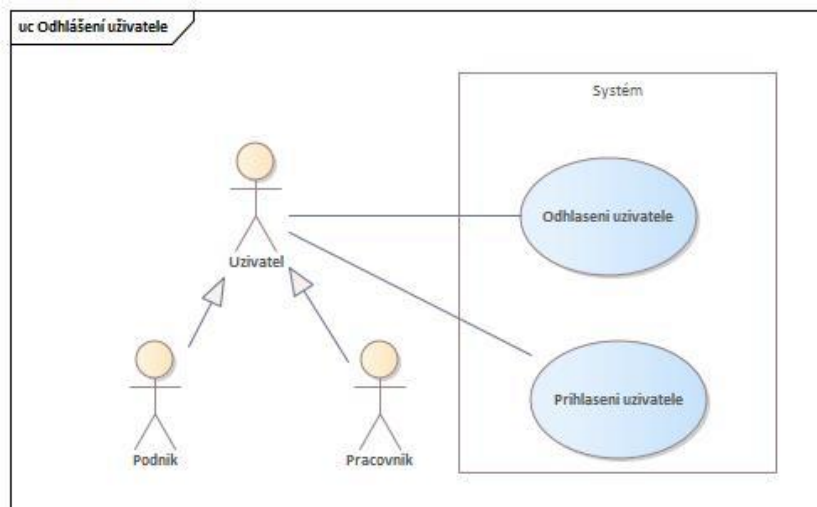 uc Odhlášení uživatele
Systém
Odhlaseni uzivatele
Uzivatel
Prihlaseni uzivatele
Podnik
Pracovnik